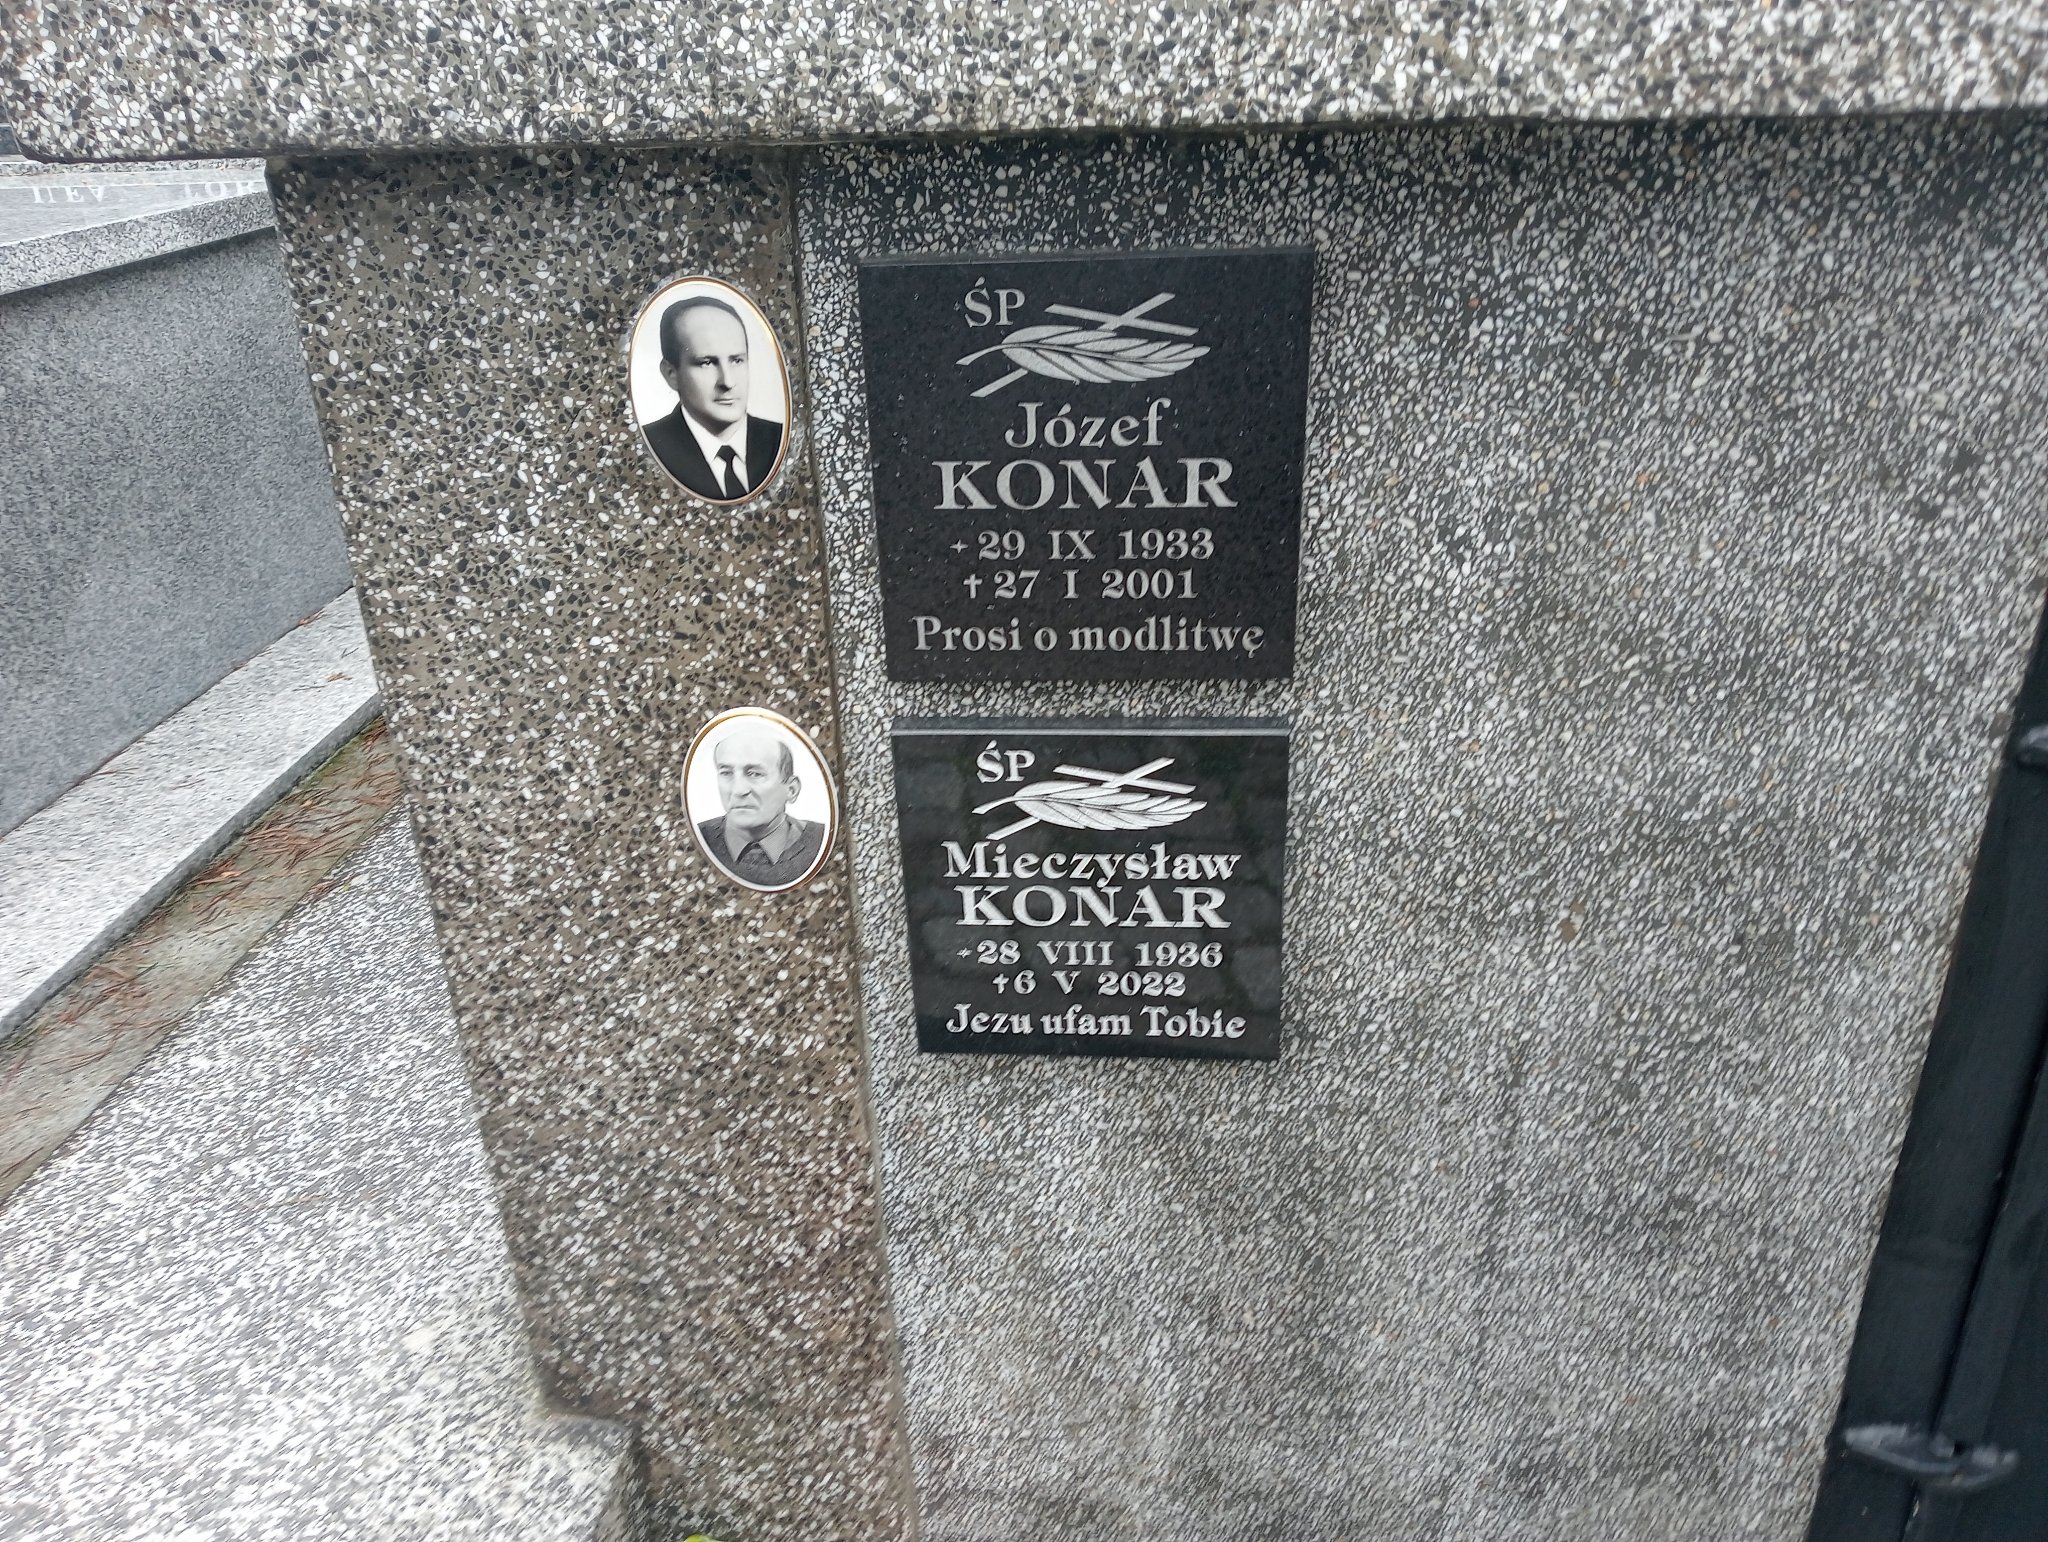 ŚP
Józef
KONAR
* 29 IX 1933
✝ 27 I 2001
Prosi o modlitwę
ŚP
Mieczysław
KONAR
* 28 VIII 1936
✝ 6 V 2022
Jezu ufam Tobie